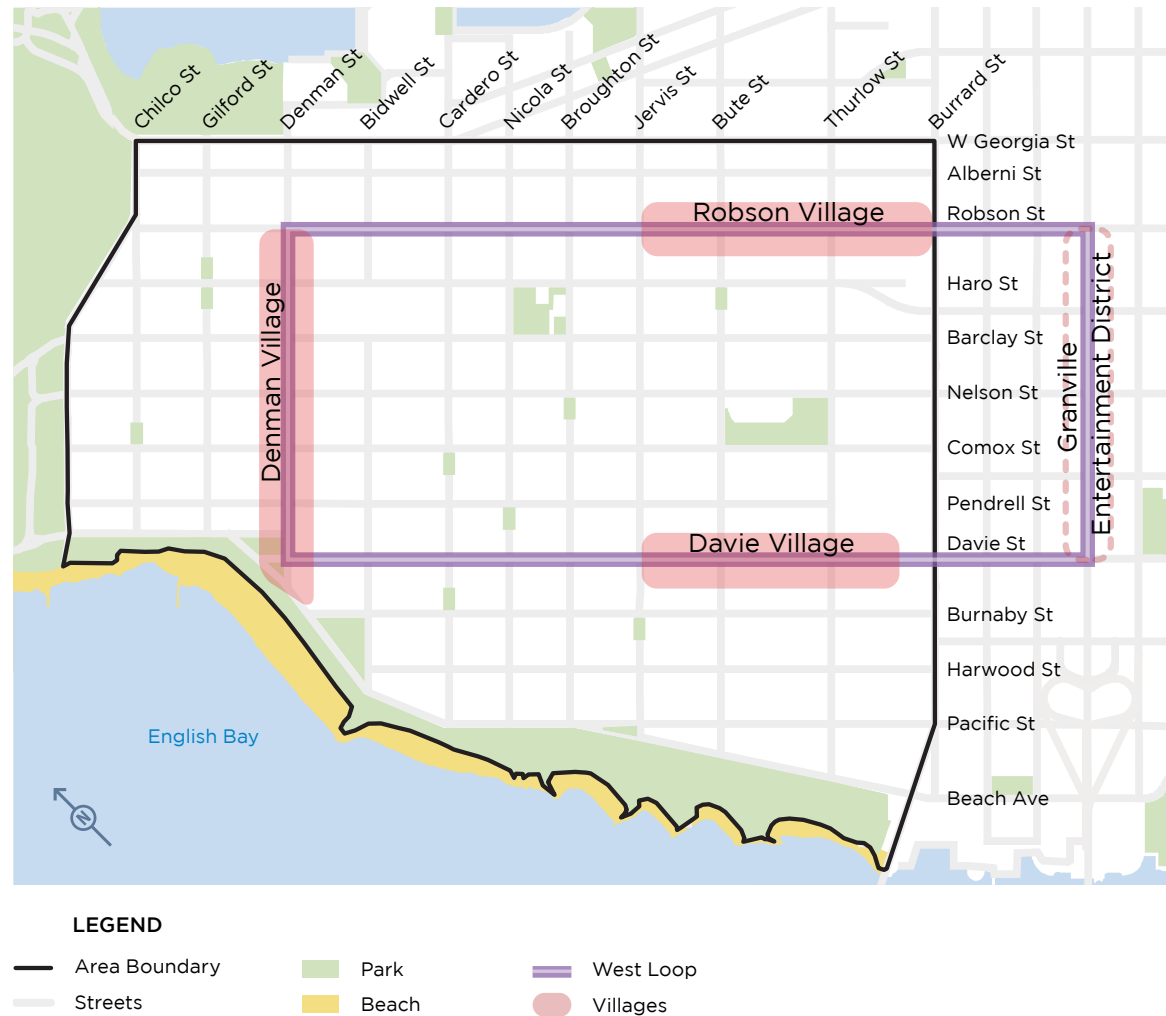 Chilco St
Gilford St
Denman St
Bidwell St
Cardero St
Nicola St
Broughton St
Jervis St
Bute St
Thurlow St
Burrard St
W Georgia St
Alberni St
Robson St
Haro St
Barclay St
Nelson St
Comox St
Pendrell St
Davie St
Burnaby St
Harwood St
Pacific St
Beach Ave
Robson Village
Denman Village
Davie Village
Granville
Entertainment District
English Bay
N
LEGEND
Area Boundary
Streets
Park
Beach
West Loop
Villages